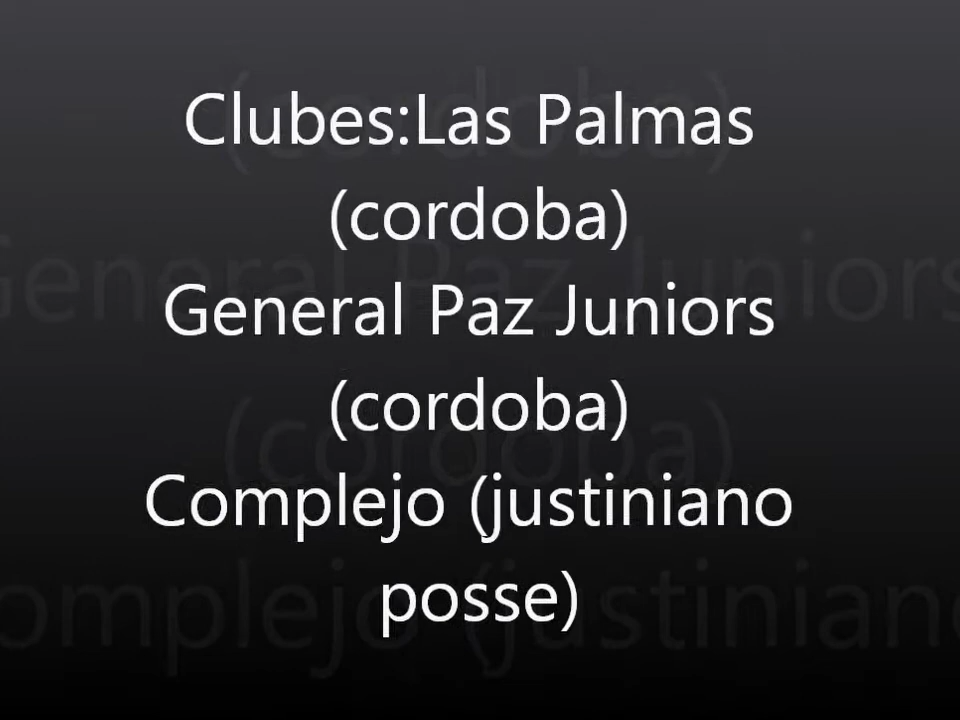 Clubes:Las Palmas
(cordoba)
General Paz Juniors
(cordoba)
Complejo (justiniano
posse)